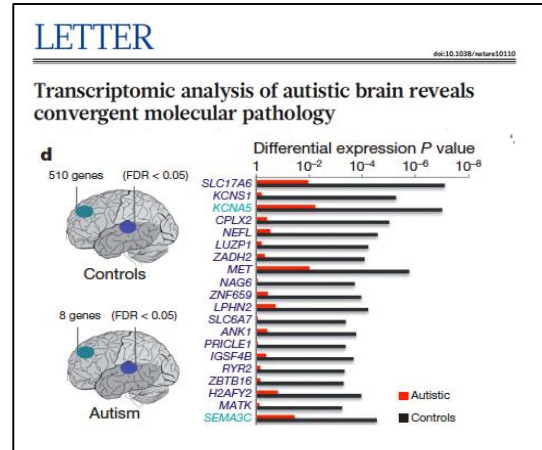 LETTER
doi:10.1038/nature10110
Transcriptomic analysis of autistic brain reveals
convergent molecular pathology
d
510 genes (FDR < 0.05)
Controls
8 genes (FDR < 0.05)
Autism
Differential expression P value
1 10⁻² 10⁻⁴ 10⁻⁶ 10⁻⁸
SLC17A6
KCNS1
KCNA5
CPLX2
NEFL
LUZP1
ZADH2
MET
NAG6
ZNF659
LPHN2
SLC6A7
ANK1
PRICLE1
IGSF4B
RYR2
ZBTB16
H2AFY2
MATK
SEMA3C
Autistic
Controls